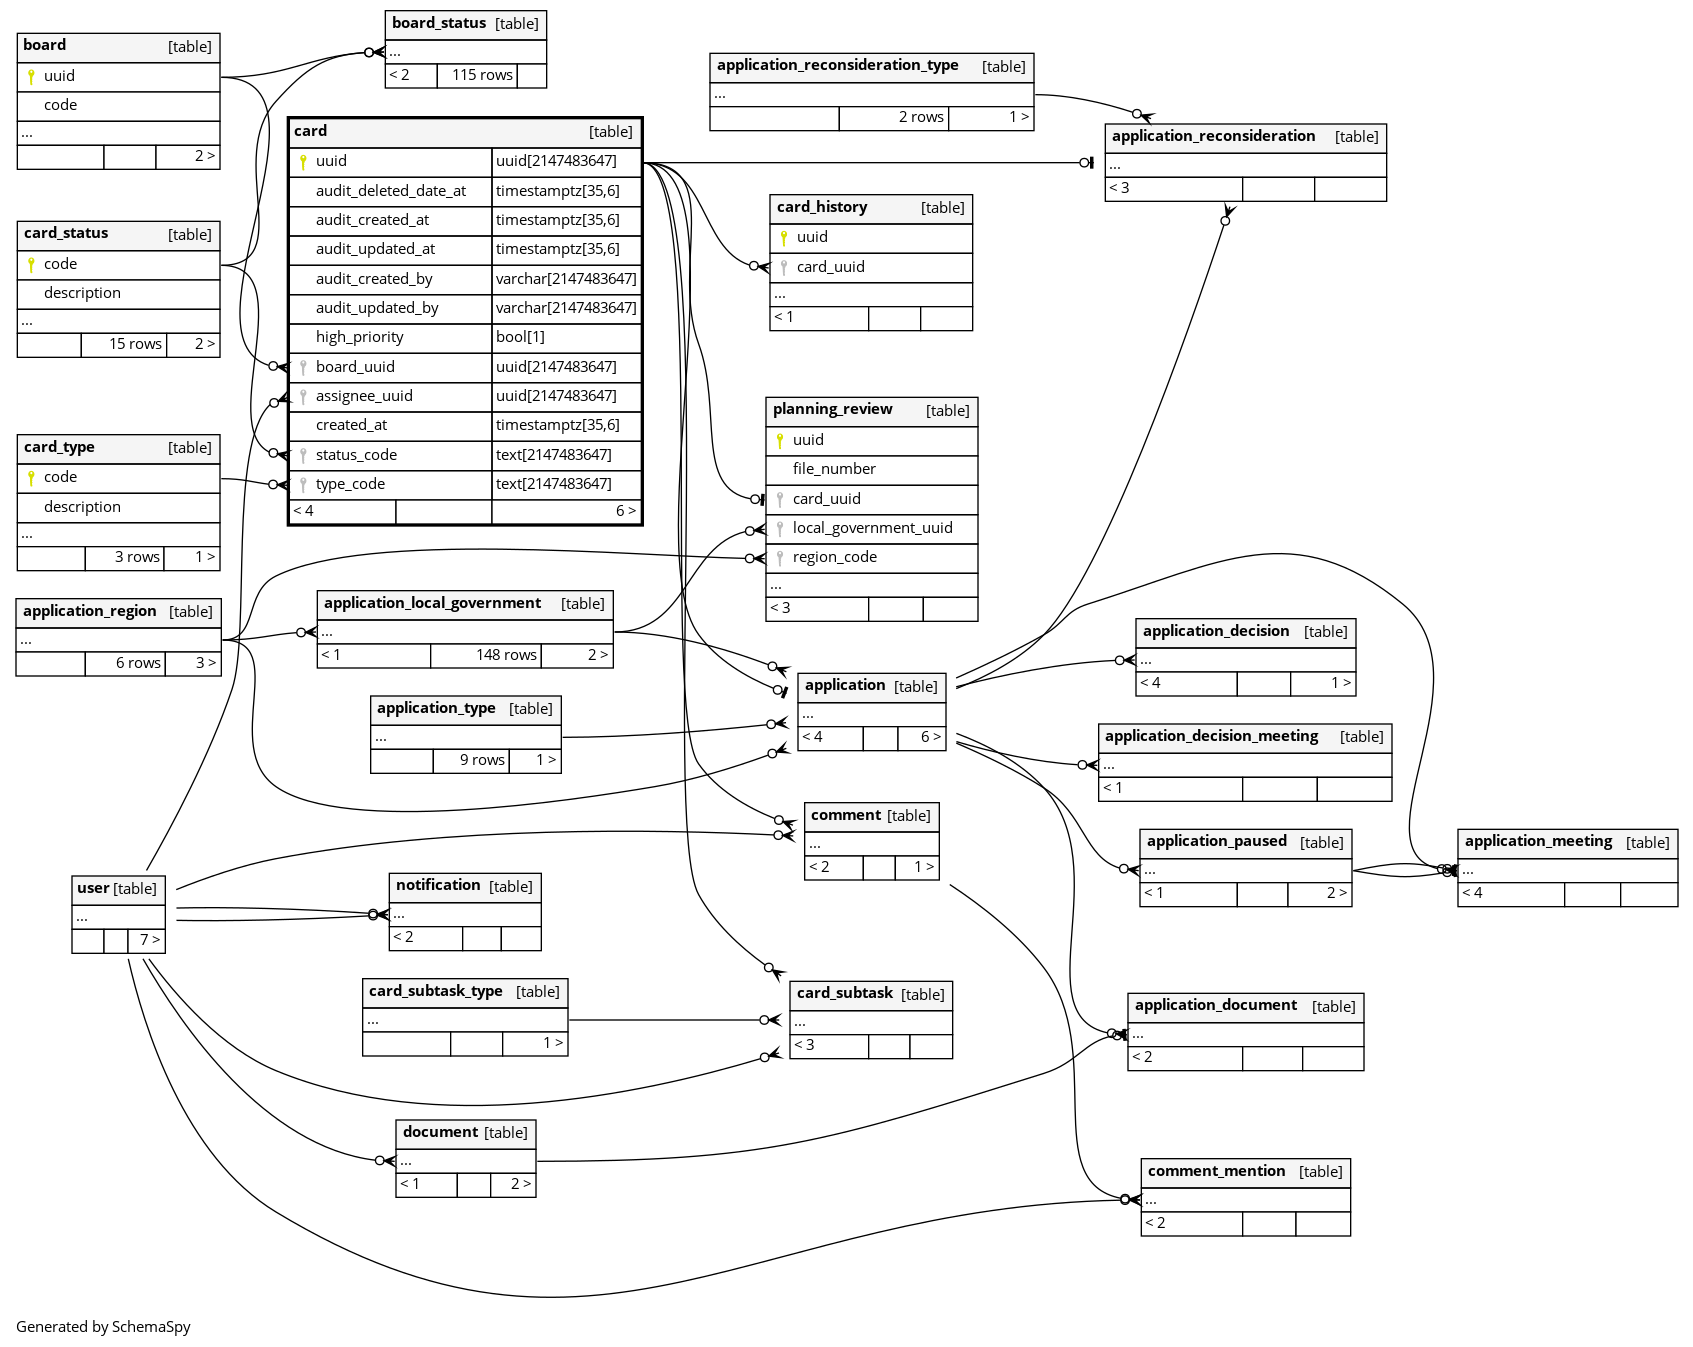 board [table]
uuid
code
...
2 >
board_status [table]
...
< 2 115 rows
card_status [table]
code
description
...
15 rows 2 >
card_type [table]
code
description
...
3 rows 1 >
card [table]
uuid uuid[2147483647]
audit_deleted_date_at timestamptz[35,6]
audit_created_at timestamptz[35,6]
audit_updated_at timestamptz[35,6]
audit_created_by varchar[2147483647]
audit_updated_by varchar[2147483647]
high_priority bool[1]
board_uuid uuid[2147483647]
assignee_uuid uuid[2147483647]
created_at timestamptz[35,6]
status_code text[2147483647]
type_code text[2147483647]
< 4 6 >
application_reconsideration_type [table]
...
2 rows 1 >
application_reconsideration [table]
...
< 3
card_history [table]
uuid
card_uuid
...
< 1
planning_review [table]
uuid
file_number
card_uuid
local_government_uuid
region_code
...
< 3
application_region [table]
...
6 rows 3 >
application_local_government [table]
...
< 1 148 rows 2 >
application_type [table]
...
9 rows 1 >
application [table]
...
< 4 6 >
application_decision [table]
...
< 4 1 >
application_decision_meeting [table]
...
< 1
comment [table]
...
< 2 1 >
application_paused [table]
...
< 1 2 >
application_meeting [table]
...
< 4
user [table]
...
7 >
notification [table]
...
< 2
card_subtask_type [table]
...
1 >
card_subtask [table]
...
< 3
application_document [table]
...
< 2
document [table]
...
< 1 2 >
comment_mention [table]
...
< 2
Generated by SchemaSpy